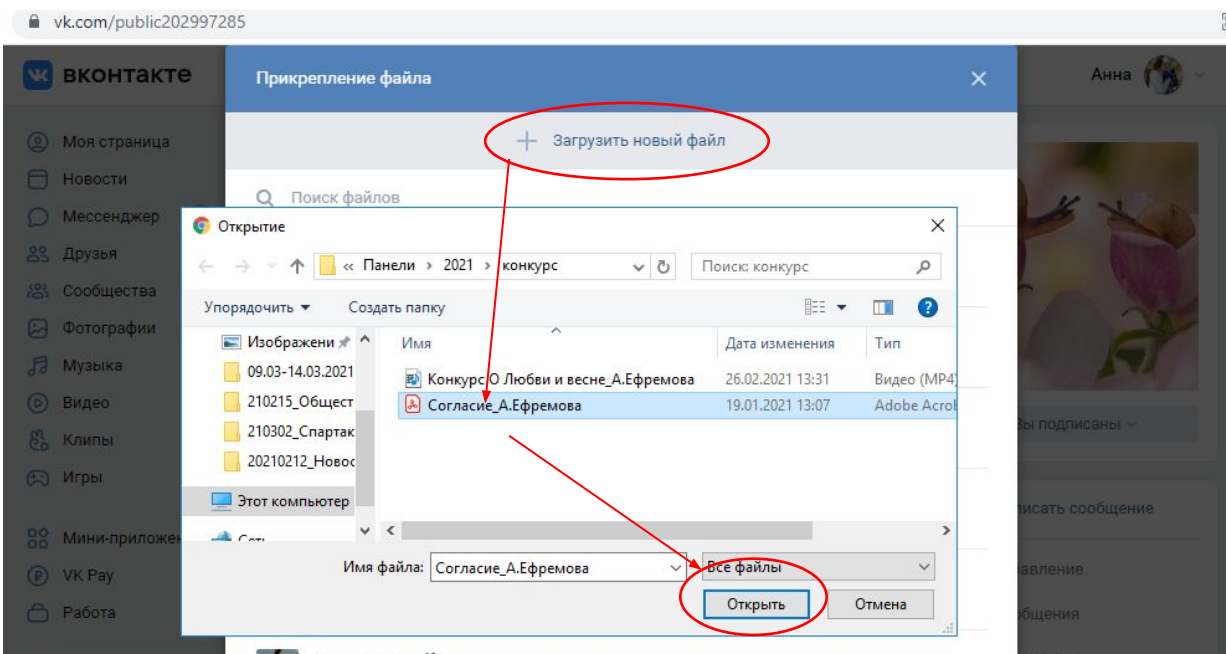 vk.com/public202997285
вконтакте
Прикрепление файла
Анна
Загрузить новый файл
Моя страница
Новости
Мессенджер
Друзья
Сообщества
Фотографии
Музыка
Видео
Клипы
Игры
Мини-приложен
VK Pay
Работа
Поиск файлов
Открытие
« Панели › 2021 › конкурс
Поиск: конкурс
Упорядочить
Создать папку
Изображени
09.03-14.03.2021
210215_Общест
210302_Спартак
20210212_Новос
Этот компьютер
Имя Дата изменения Тип
Конкурс О Любви и весне_А.Ефремова 26.02.2021 13:31 Видео (MP4)
Согласие_А.Ефремова 19.01.2021 13:07 Adobe Acrob
Имя файла: Согласие_А.Ефремова
Все файлы
Открыть Отмена
Вы подписаны
исать сообщение
авление
общения